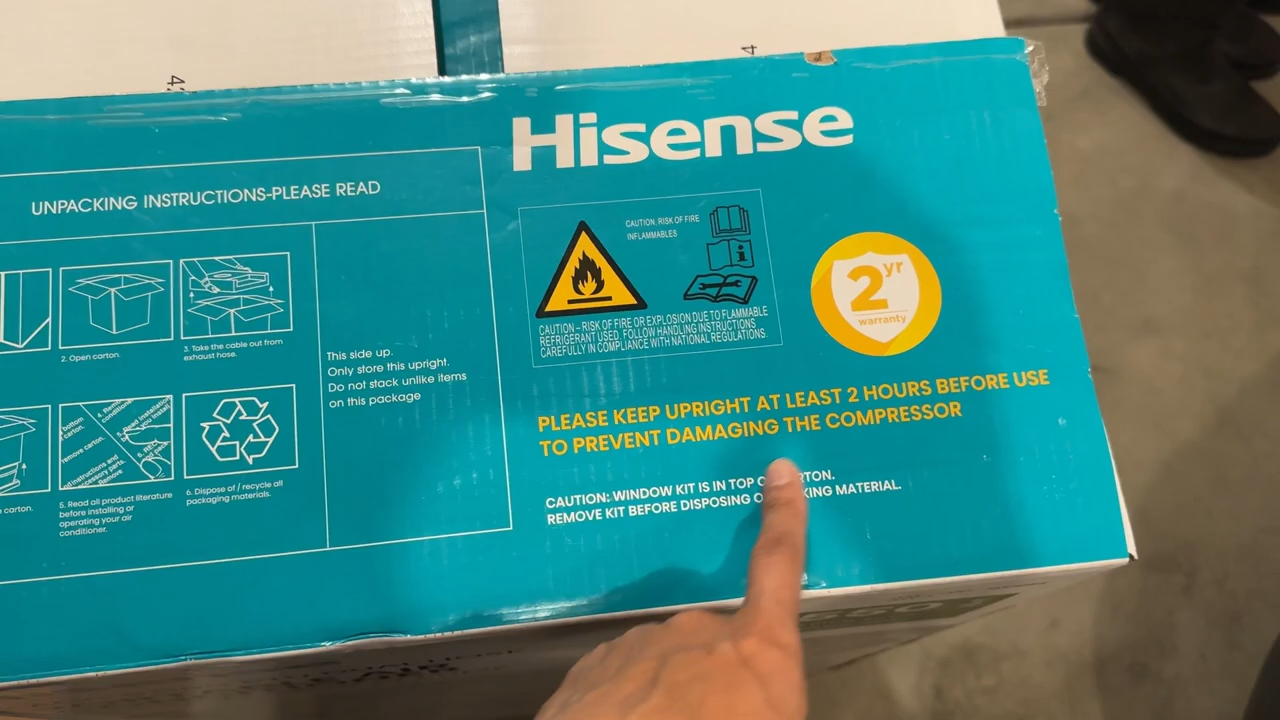 Hisense
UNPACKING INSTRUCTIONS-PLEASE READ
2. Open carton.
3. Take the cable out from
exhaust hose.
carton.
5. Read all product literature
before installing or
operating your air
conditioner.
6. Dispose of / recycle all
packaging materials.
This side up.
Only store this upright.
Do not stack unlike items
on this package
CAUTION, RISK OF FIRE
INFLAMMABLES
CAUTION – RISK OF FIRE OR EXPLOSION DUE TO FLAMMABLE
REFRIGERANT USED. FOLLOW HANDLING INSTRUCTIONS
CAREFULLY IN COMPLIANCE WITH NATIONAL REGULATIONS.
2yr
warranty
PLEASE KEEP UPRIGHT AT LEAST 2 HOURS BEFORE USE
TO PREVENT DAMAGING THE COMPRESSOR
CAUTION: WINDOW KIT IS IN TOP
REMOVE KIT BEFORE DISPOSING MATERIAL.